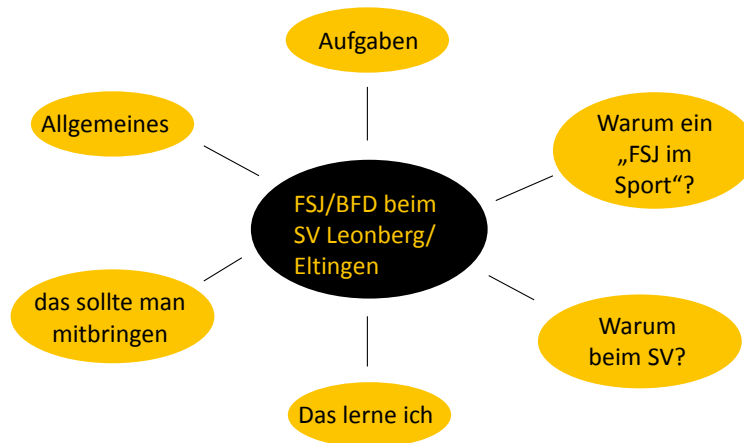 Aufgaben
Allgemeines
Warum ein
„FSJ im
Sport“?
FSJ/BFD beim
SV Leonberg/
Eltingen
das sollte man
mitbringen
Warum
beim SV?
Das lerne ich